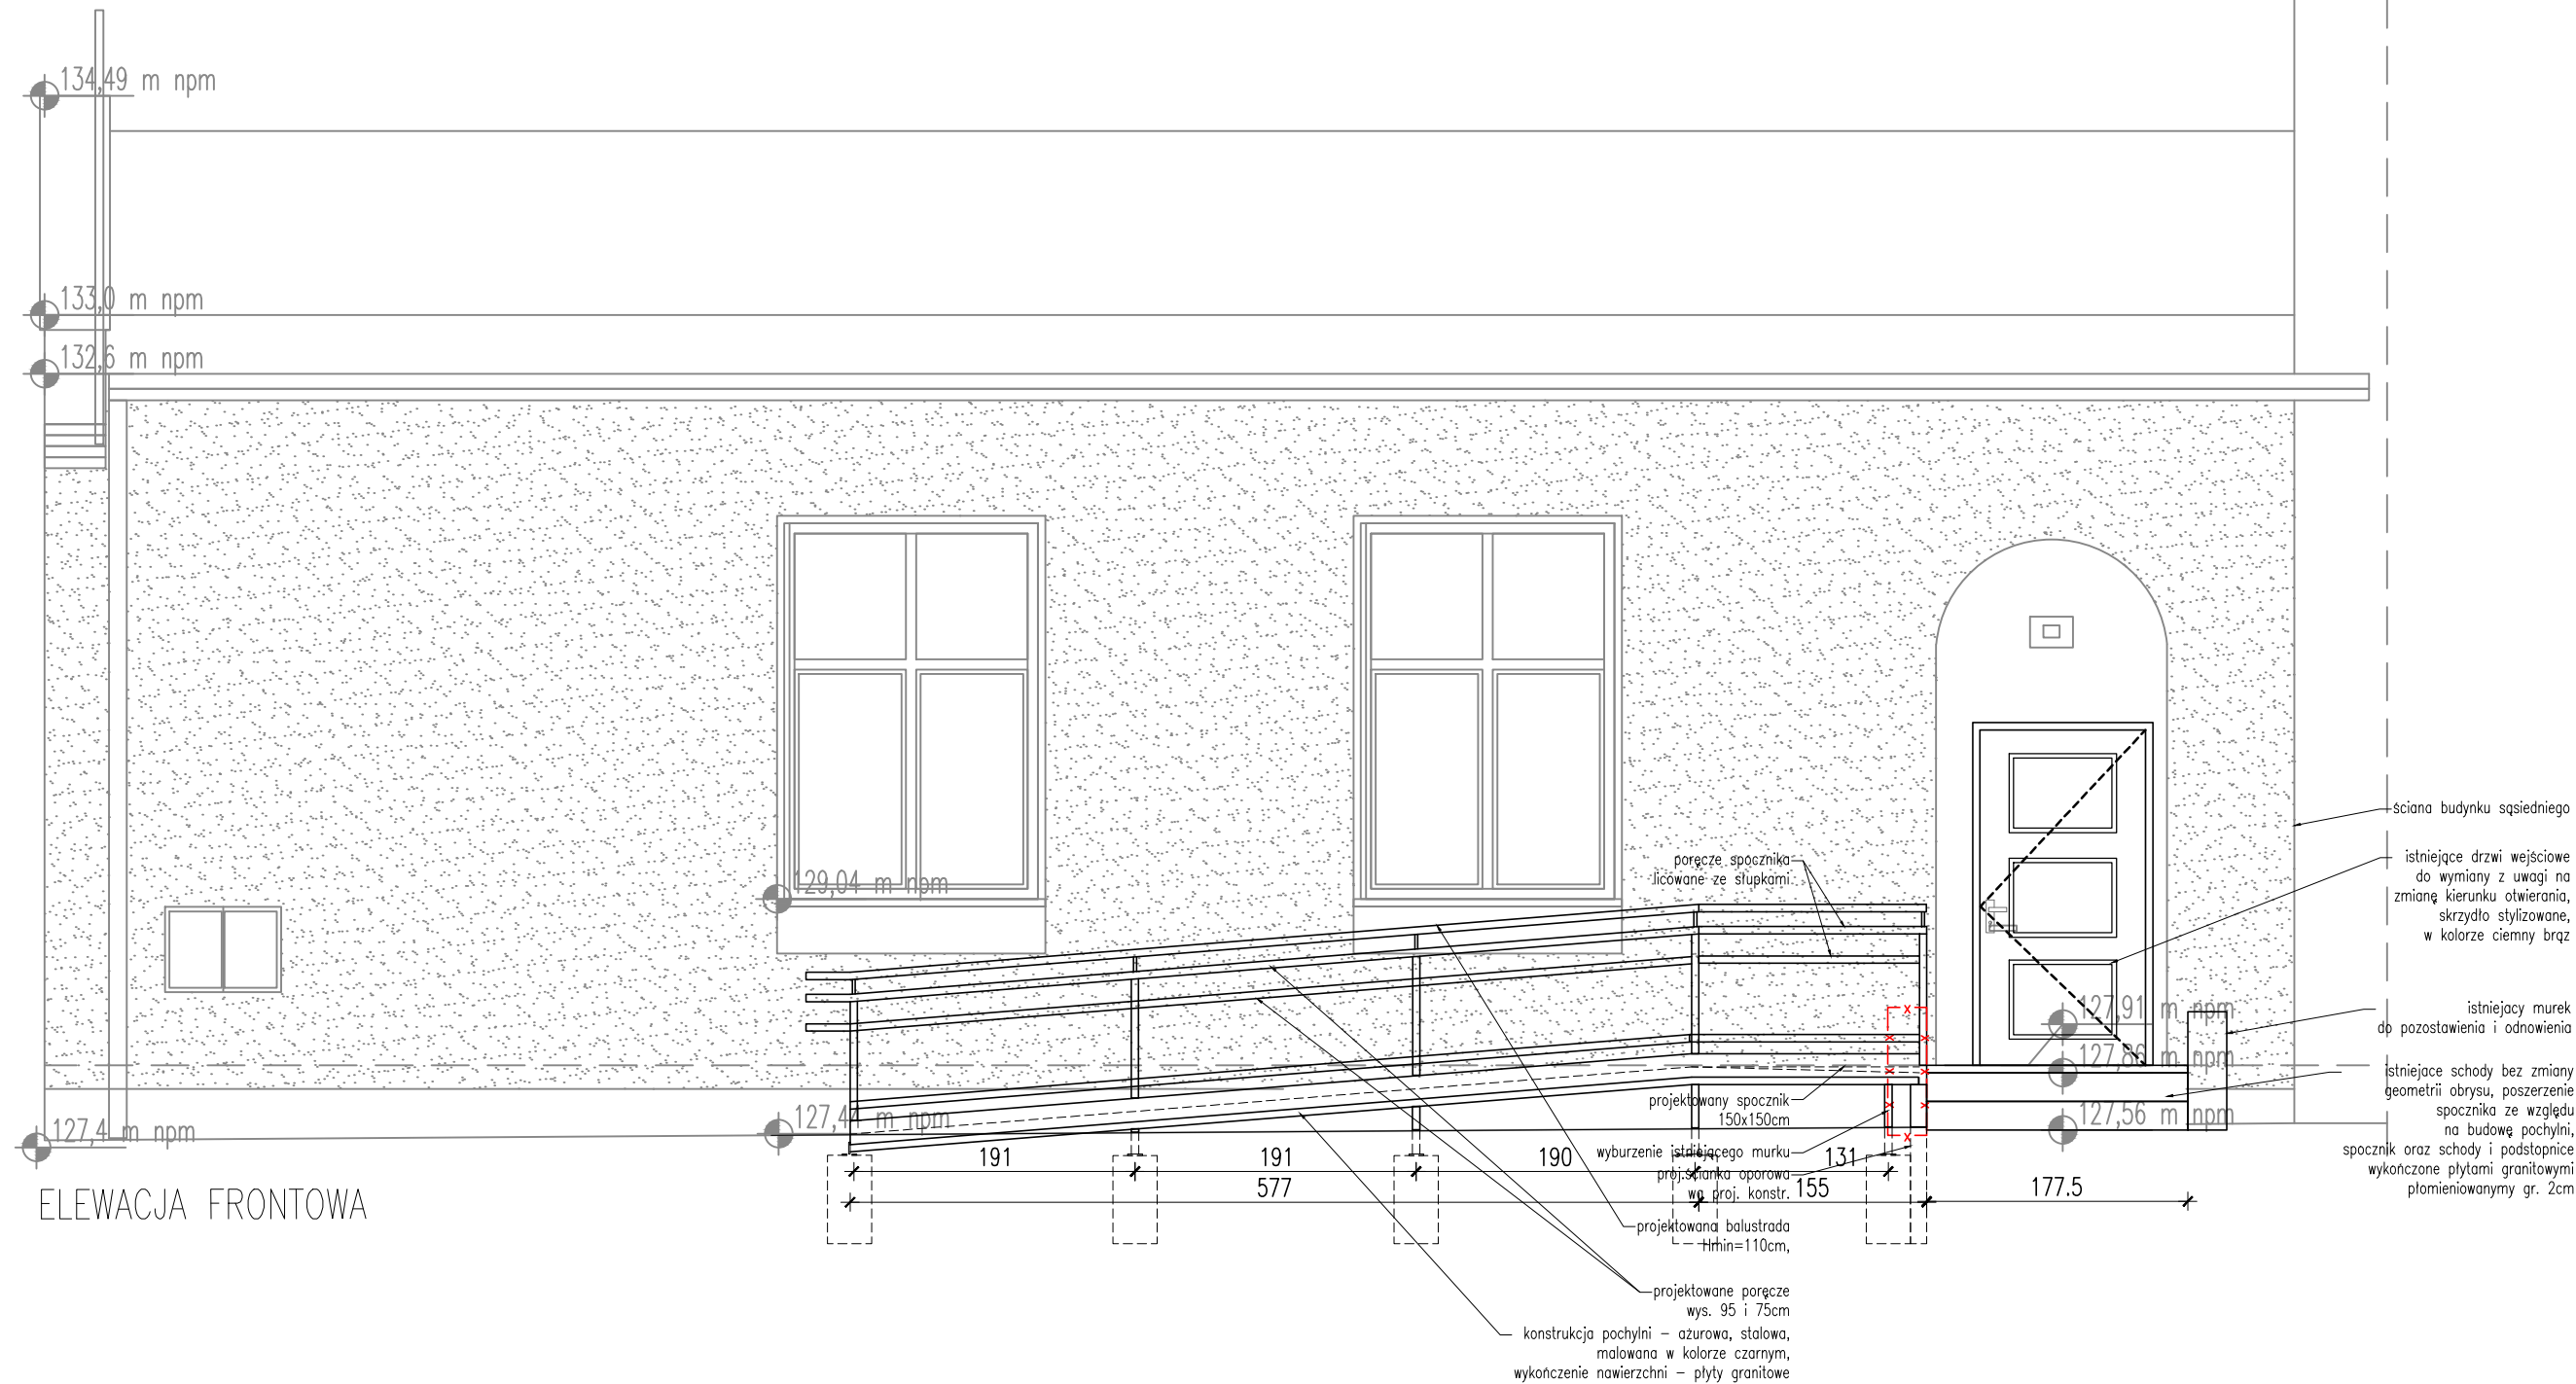 134,49 m npm
133,0 m npm
132,6 m npm
129,04 m npm
ściana budynku sąsiedniego
poręcze spocznika
licowane ze słupkami
istniejące drzwi wejściowe
do wymiany z uwagi na
zmianę kierunku otwierania,
skrzydło stylizowane,
w kolorze ciemny brąz
127,91 m npm
istniejacy murek
do pozostawienia i odnowienia
127,86 m npm
istniejace schody bez zmiany
geometrii obrysu, poszerzenie
spocznika ze względu
na budowę pochylni,
spocznik oraz schody i podstopnice
wykończone płytami granitowymi
płomieniowanymy gr. 2cm
127,56 m npm
projektowany spocznik
150x150cm
127,4 m npm
127,44 m npm
wyburzenie istniejącego murku
proj.ścianka oporowa
wg proj. konstr.
191
191
190
131
577
155
177.5
ELEWACJA FRONTOWA
projektowana balustrada
Hmin=110cm,
projektowane poręcze
wys. 95 i 75cm
konstrukcja pochylni – ażurowa, stalowa,
malowana w kolorze czarnym,
wykończenie nawierzchni – płyty granitowe